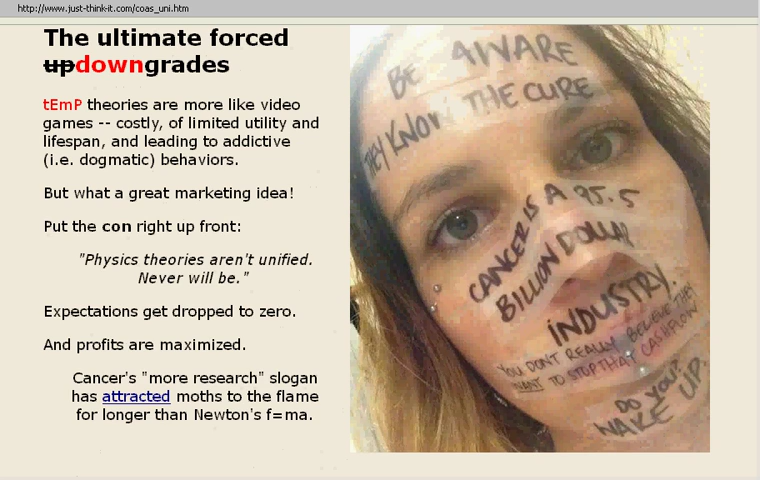 http://www.just-think-it.com/coas_uni.htm
The ultimate forced
updowngrades
tEmP theories are more like video
games -- costly, of limited utility and
lifespan, and leading to addictive
(i.e. dogmatic) behaviors.
But what a great marketing idea!
Put the con right up front:
"Physics theories aren't unified.
Never will be."
Expectations get dropped to zero.
And profits are maximized.
Cancer's "more research" slogan
has attracted moths to the flame
for longer than Newton's f=ma.
BE AWARE
THEY KNOW THE CURE
CANCER IS A 95.5
BILLION DOLLAR
INDUSTRY.
YOU DON'T REALLY BELIEVE THEY
WANT TO STOP THAT CASHFLOW
DO YOU?
WAKE UP.